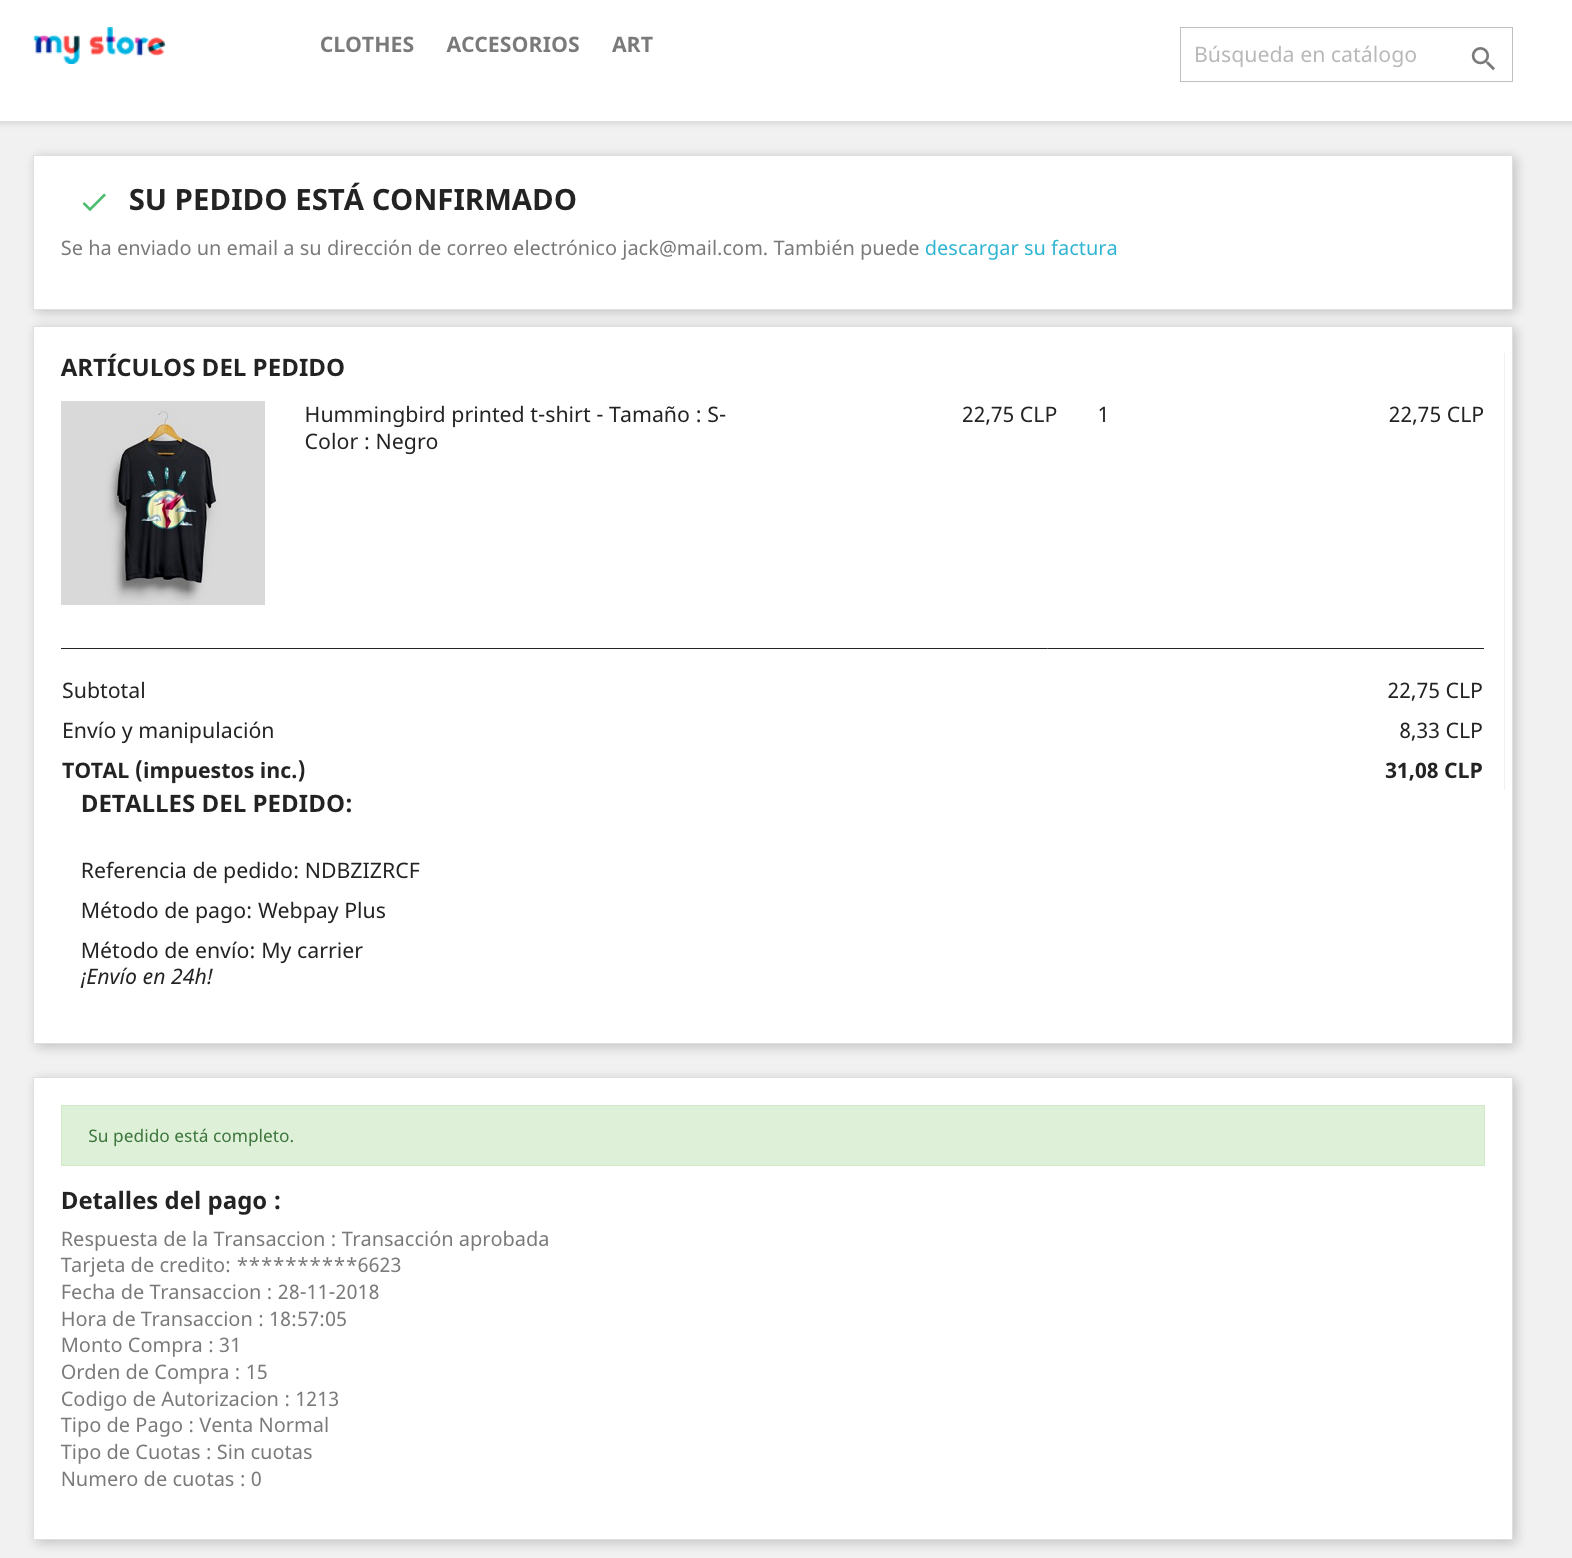 my store
CLOTHES ACCESORIOS ART
Búsqueda en catálogo
SU PEDIDO ESTÁ CONFIRMADO
Se ha enviado un email a su dirección de correo electrónico jack@mail.com. También puede descargar su factura
ARTÍCULOS DEL PEDIDO
Hummingbird printed t-shirt - Tamaño : S- 22,75 CLP 1 22,75 CLP
Color : Negro
Subtotal 22,75 CLP
Envío y manipulación 8,33 CLP
TOTAL (impuestos inc.) 31,08 CLP
DETALLES DEL PEDIDO:
Referencia de pedido: NDBZIZRCF
Método de pago: Webpay Plus
Método de envío: My carrier
¡Envío en 24h!
Su pedido está completo.
Detalles del pago :
Respuesta de la Transaccion : Transacción aprobada
Tarjeta de credito: **********6623
Fecha de Transaccion : 28-11-2018
Hora de Transaccion : 18:57:05
Monto Compra : 31
Orden de Compra : 15
Codigo de Autorizacion : 1213
Tipo de Pago : Venta Normal
Tipo de Cuotas : Sin cuotas
Numero de cuotas : 0